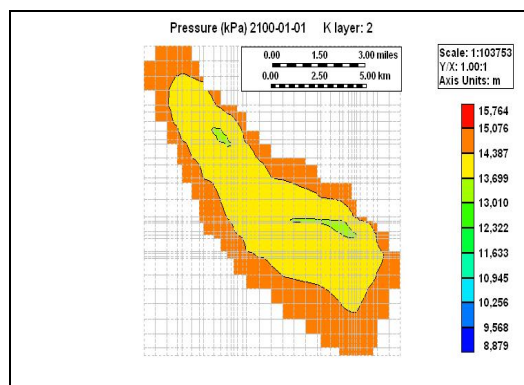 Pressure (kPa) 2100-01-01 K layer: 2
0.00 1.50 3.00 miles
0.00 2.50 5.00 km
Scale: 1:103753
Y/X: 1.00:1
Axis Units: m
15,764
15,076
14,387
13,699
13,010
12,322
11,633
10,945
10,256
9,568
8,879